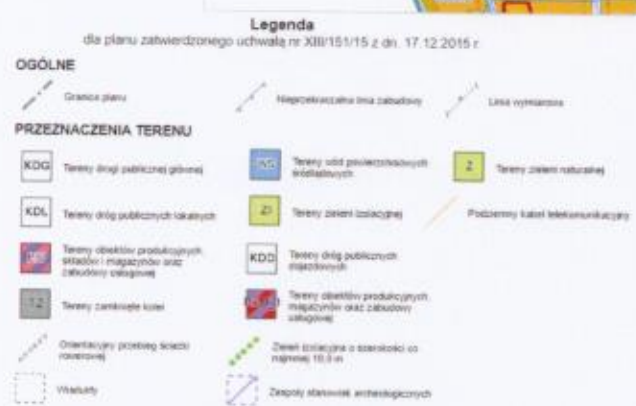 Legenda
dla planu zatwierdzonego uchwałą nr XIII/151/15 z dn. 17.12.2015 r.
OGÓLNE
Granica planu
Nieprzekraczalna linia zabudowy
Linia wymiarowa
PRZEZNACZENIA TERENU
KDG Tereny drogi publicznej głównej
WS Tereny wód powierzchniowych
śródlądowych
Z Tereny zieleni naturalnej
KDL Tereny dróg publicznych lokalnych
ZI Tereny zieleni izolacyjnej
Podziemny kabel telekomunikacyjny
Tereny obiektów produkcyjnych
składów i magazynów oraz
zabudowy usługowej
KDD Tereny dróg publicznych
dojazdowych
TZ Tereny zamknięte kolei
Tereny obiektów produkcyjnych
magazynów oraz zabudowy
usługowej
Orientacyjny przebieg ścieżki
rowerowej
Zieleń izolacyjna o szerokości co
najmniej 10,0 m
Wiadukty
Zespoły stanowisk archeologicznych